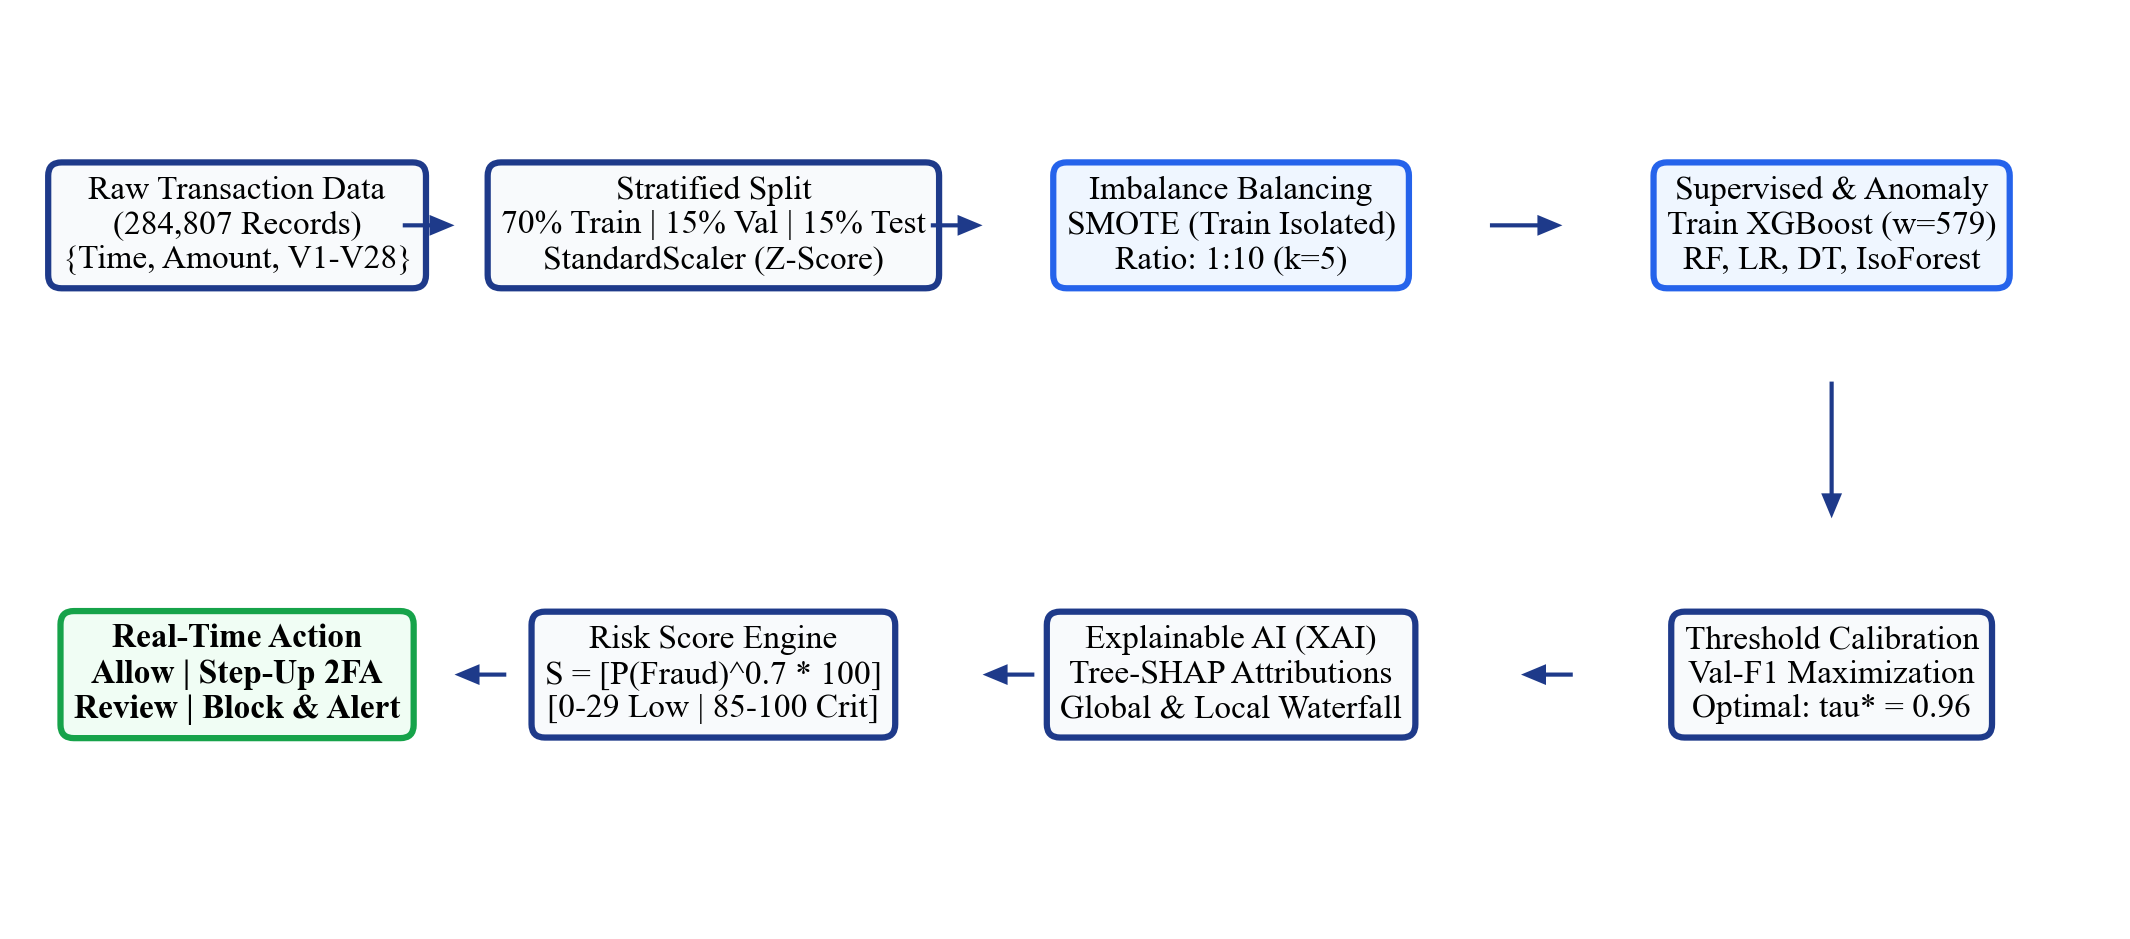 Raw Transaction Data
(284,807 Records)
{Time, Amount, V1-V28}
Stratified Split
70% Train | 15% Val | 15% Test
StandardScaler (Z-Score)
Imbalance Balancing
SMOTE (Train Isolated)
Ratio: 1:10 (k=5)
Supervised & Anomaly
Train XGBoost (w=579)
RF, LR, DT, IsoForest
Real-Time Action
Allow | Step-Up 2FA
Review | Block & Alert
Risk Score Engine
S = [P(Fraud)^0.7 * 100]
[0-29 Low | 85-100 Crit]
Explainable AI (XAI)
Tree-SHAP Attributions
Global & Local Waterfall
Threshold Calibration
Val-F1 Maximization
Optimal: tau* = 0.96